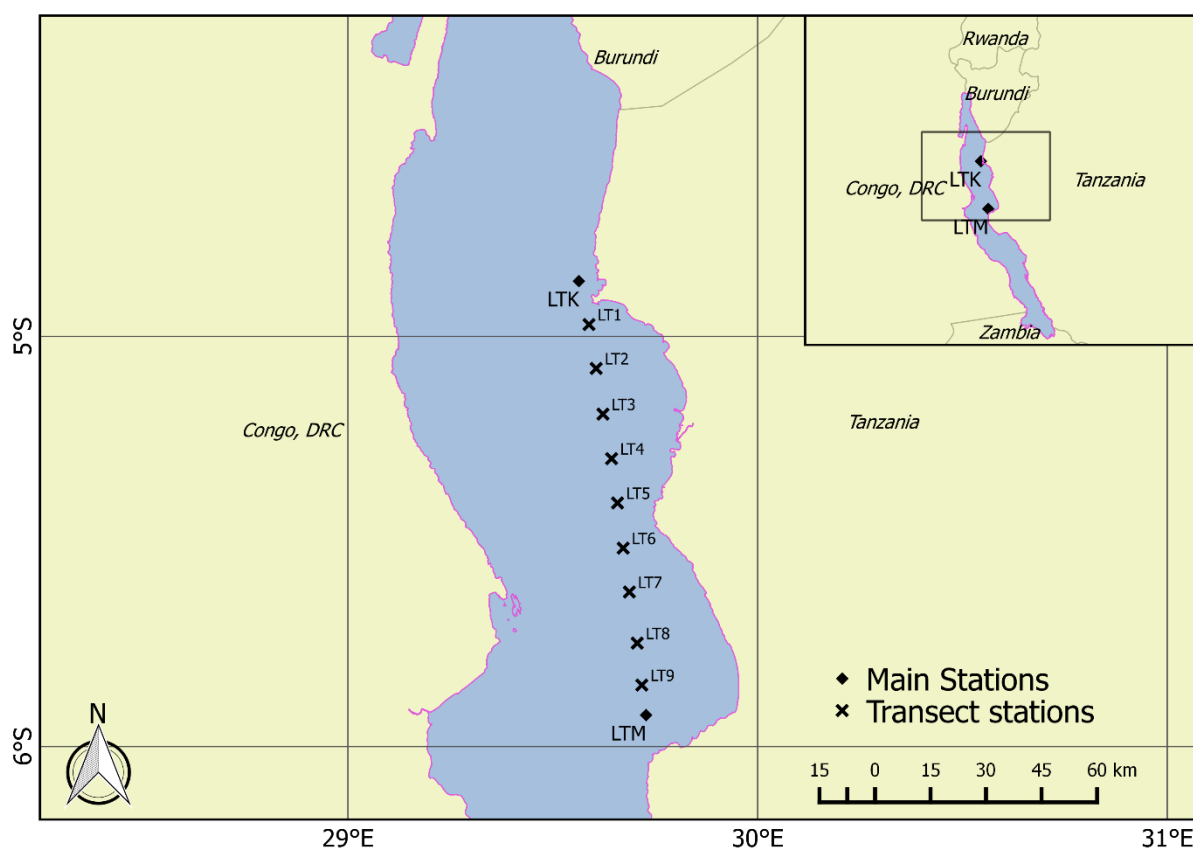 Burundi
Rwanda
Burundi
LTK
Congo, DRC
Tanzania
LTM
Zambia
LTK
LT1
5°S
LT2
LT3
Congo, DRC
Tanzania
LT4
LT5
LT6
LT7
LT8
LT9
LTM
Main Stations
Transect stations
N
6°S
15 0 15 30 45 60 km
29°E 30°E 31°E